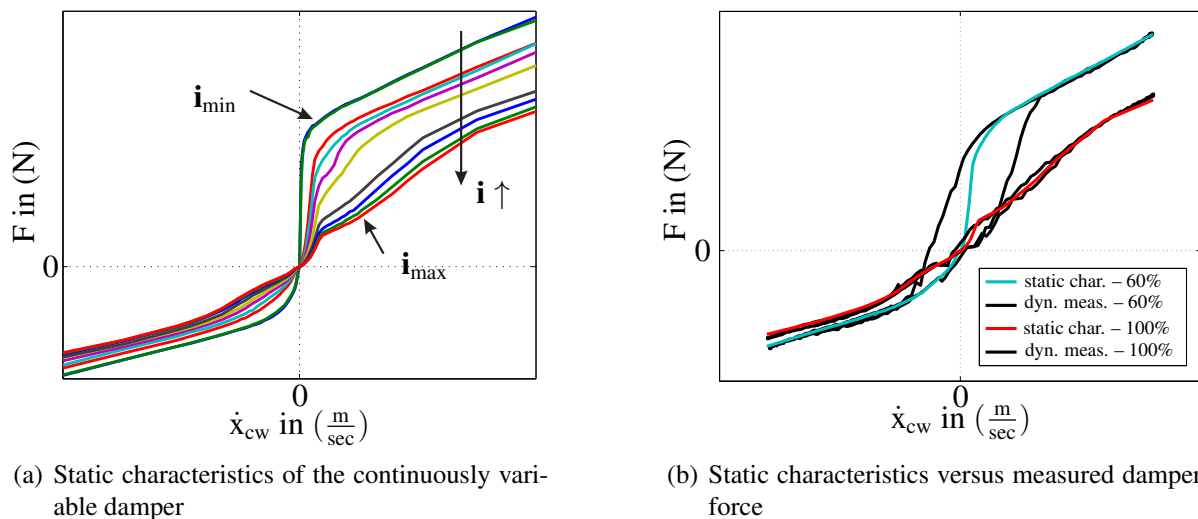 F in (N)
i_min
i ↑
i_max
0
0
ẋ_cw in (m/sec)
(a) Static characteristics of the continuously vari-
able damper
F in (N)
0
static char. – 60%
dyn. meas. – 60%
static char. – 100%
dyn. meas. – 100%
0
ẋ_cw in (m/sec)
(b) Static characteristics versus measured damper
force